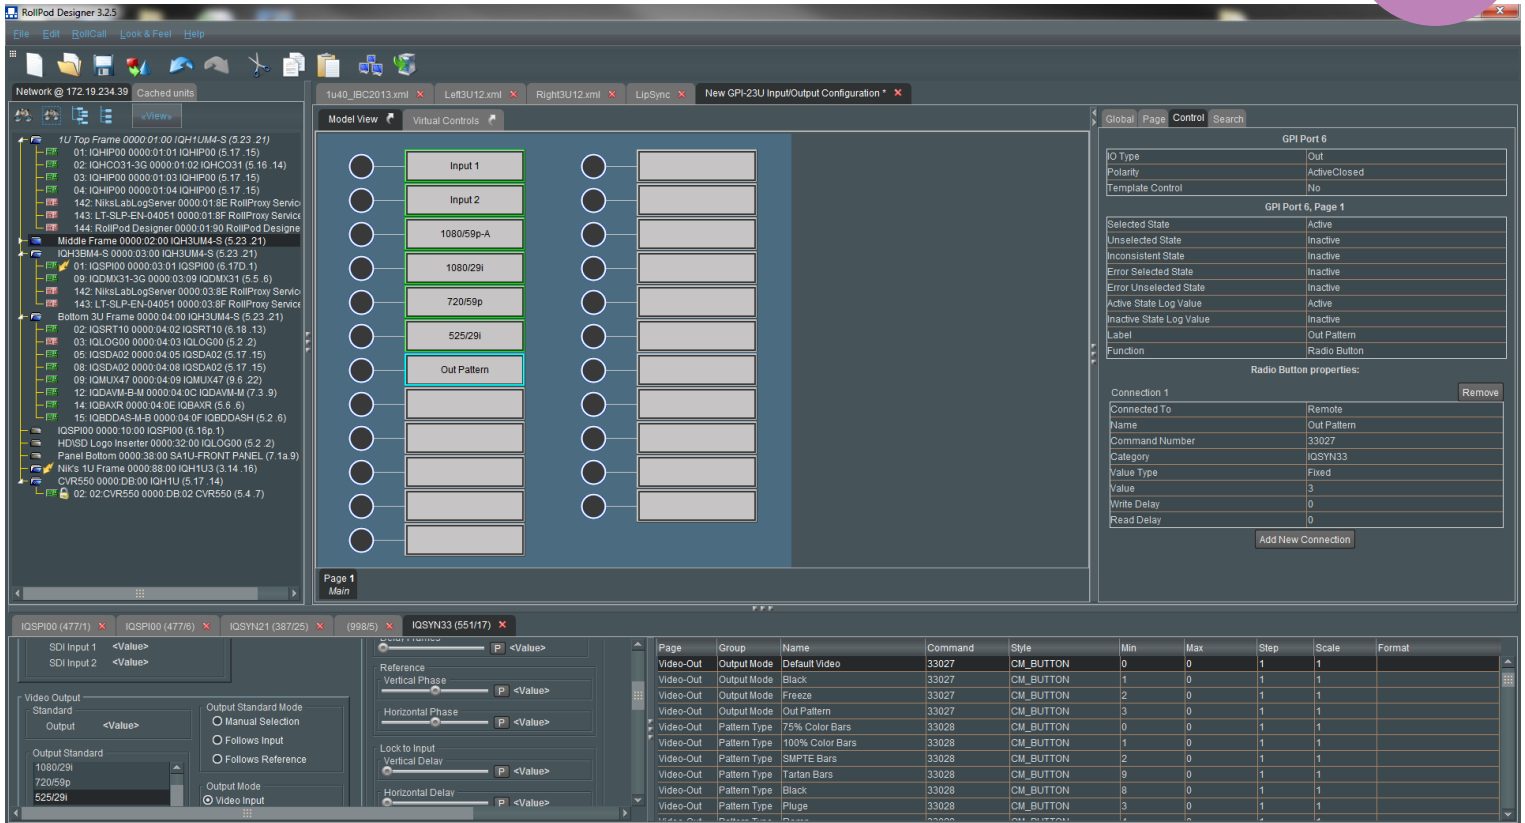 RollPod Designer 3.2.5
File Edit RollCall Look & Feel Help
Network @ 172.19.234.39 Cached units
«View»
1U Top Frame 0000:01:00 IQH1UM4-S (5.23 .21)
01: IQHIP00 0000:01:01 IQHIP00 (5.17 .15)
02: IQHCO31-3G 0000:01:02 IQHCO31 (5.16 .14)
03: IQHIP00 0000:01:03 IQHIP00 (5.17 .15)
04: IQHIP00 0000:01:04 IQHIP00 (5.17 .15)
142: NiksLabLogServer 0000:01:8E RollProxy Servic
143: LT-SLP-EN-04051 0000:01:8F RollProxy Service
144: RollPod Designer 0000:01:90 RollPod Designe
Middle Frame 0000:02:00 IQH3UM4-S (5.23 .21)
IQH3BM4-S 0000:03:00 IQH3UM4-S (5.23 .21)
01: IQSPI00 0000:03:01 IQSPI00 (6.17D.1)
09: IQDMX31-3G 0000:03:09 IQDMX31 (5.5 .6)
142: NiksLabLogServer 0000:03:8E RollProxy Service
143: LT-SLP-EN-04051 0000:03:8F RollProxy Service
Bottom 3U Frame 0000:04:00 IQH3UM4-S (5.23 .21)
02: IQSRT10 0000:04:02 IQSRT10 (6.18 .13)
03: IQLOG00 0000:04:03 IQLOG00 (5.2 .2)
05: IQSDA02 0000:04:05 IQSDA02 (5.17 .15)
08: IQSDA02 0000:04:08 IQSDA02 (5.17 .15)
09: IQMUX47 0000:04:09 IQMUX47 (9.6 .22)
12: IQDAVM-B-M 0000:04:0C IQDAVM-M (7.3 .9)
14: IQBAXR 0000:04:0E IQBAXR (5.6 .6)
15: IQBDDAS-M-B 0000:04:0F IQBDDASH (5.2 .6)
IQSPI00 0000:10:00 IQSPI00 (6.16p.1)
HD\SD Logo Inserter 0000:32:00 IQLOG00 (5.2 .2)
Panel Bottom 0000:38:00 SA1U-FRONT PANEL (7.1a.9)
Nik's 1U Frame 0000:88:00 IQH1U3 (3.14 .16)
CVR550 0000:DB:00 IQH1U (5.17 .14)
02: 02:CVR550 0000:DB:02 CVR550 (5.4 .7)
1u40_IBC2013.xml Left3U12.xml Right3U12.xml LipSync New GPI-23U Input/Output Configuration *
Model View Virtual Controls
Input 1
Input 2
1080/59p-A
1080/29i
720/59p
525/29i
Out Pattern
Page 1
Main
Global Page Control Search
GPI Port 6
IO Type Out
Polarity ActiveClosed
Template Control No
GPI Port 6, Page 1
Selected State Active
Unselected State Inactive
Inconsistent State Inactive
Error Selected State Inactive
Error Unselected State Inactive
Active State Log Value Active
Inactive State Log Value Inactive
Label Out Pattern
Function Radio Button
Radio Button properties:
Connection 1 Remove
Connected To Remote
Name Out Pattern
Command Number 33027
Category IQSYN33
Value Type Fixed
Value 3
Write Delay 0
Read Delay 0
Add New Connection
IQSPI00 (477/1) IQSPI00 (477/6) IQSYN21 (387/25) (998/5) IQSYN33 (551/17)
SDI Input 1 <Value>
SDI Input 2 <Value>
Video Output
Standard
Output <Value>
Output Standard
1080/29i
720/59p
525/29i
Output Standard Mode
Manual Selection
Follows Input
Follows Reference
Output Mode
Video Input
Delay Frames
P <Value>
Reference
Vertical Phase
P <Value>
Horizontal Phase
P <Value>
Lock to Input
Vertical Delay
P <Value>
Horizontal Delay
P <Value>
Page Group Name Command Style Min Max Step Scale Format
Video-Out Output Mode Default Video 33027 CM_BUTTON 0 0 1 1
Video-Out Output Mode Black 33027 CM_BUTTON 1 0 1 1
Video-Out Output Mode Freeze 33027 CM_BUTTON 2 0 1 1
Video-Out Output Mode Out Pattern 33027 CM_BUTTON 3 0 1 1
Video-Out Pattern Type 75% Color Bars 33028 CM_BUTTON 0 0 1 1
Video-Out Pattern Type 100% Color Bars 33028 CM_BUTTON 1 0 1 1
Video-Out Pattern Type SMPTE Bars 33028 CM_BUTTON 2 0 1 1
Video-Out Pattern Type Tartan Bars 33028 CM_BUTTON 9 0 1 1
Video-Out Pattern Type Black 33028 CM_BUTTON 8 0 1 1
Video-Out Pattern Type Pluge 33028 CM_BUTTON 3 0 1 1